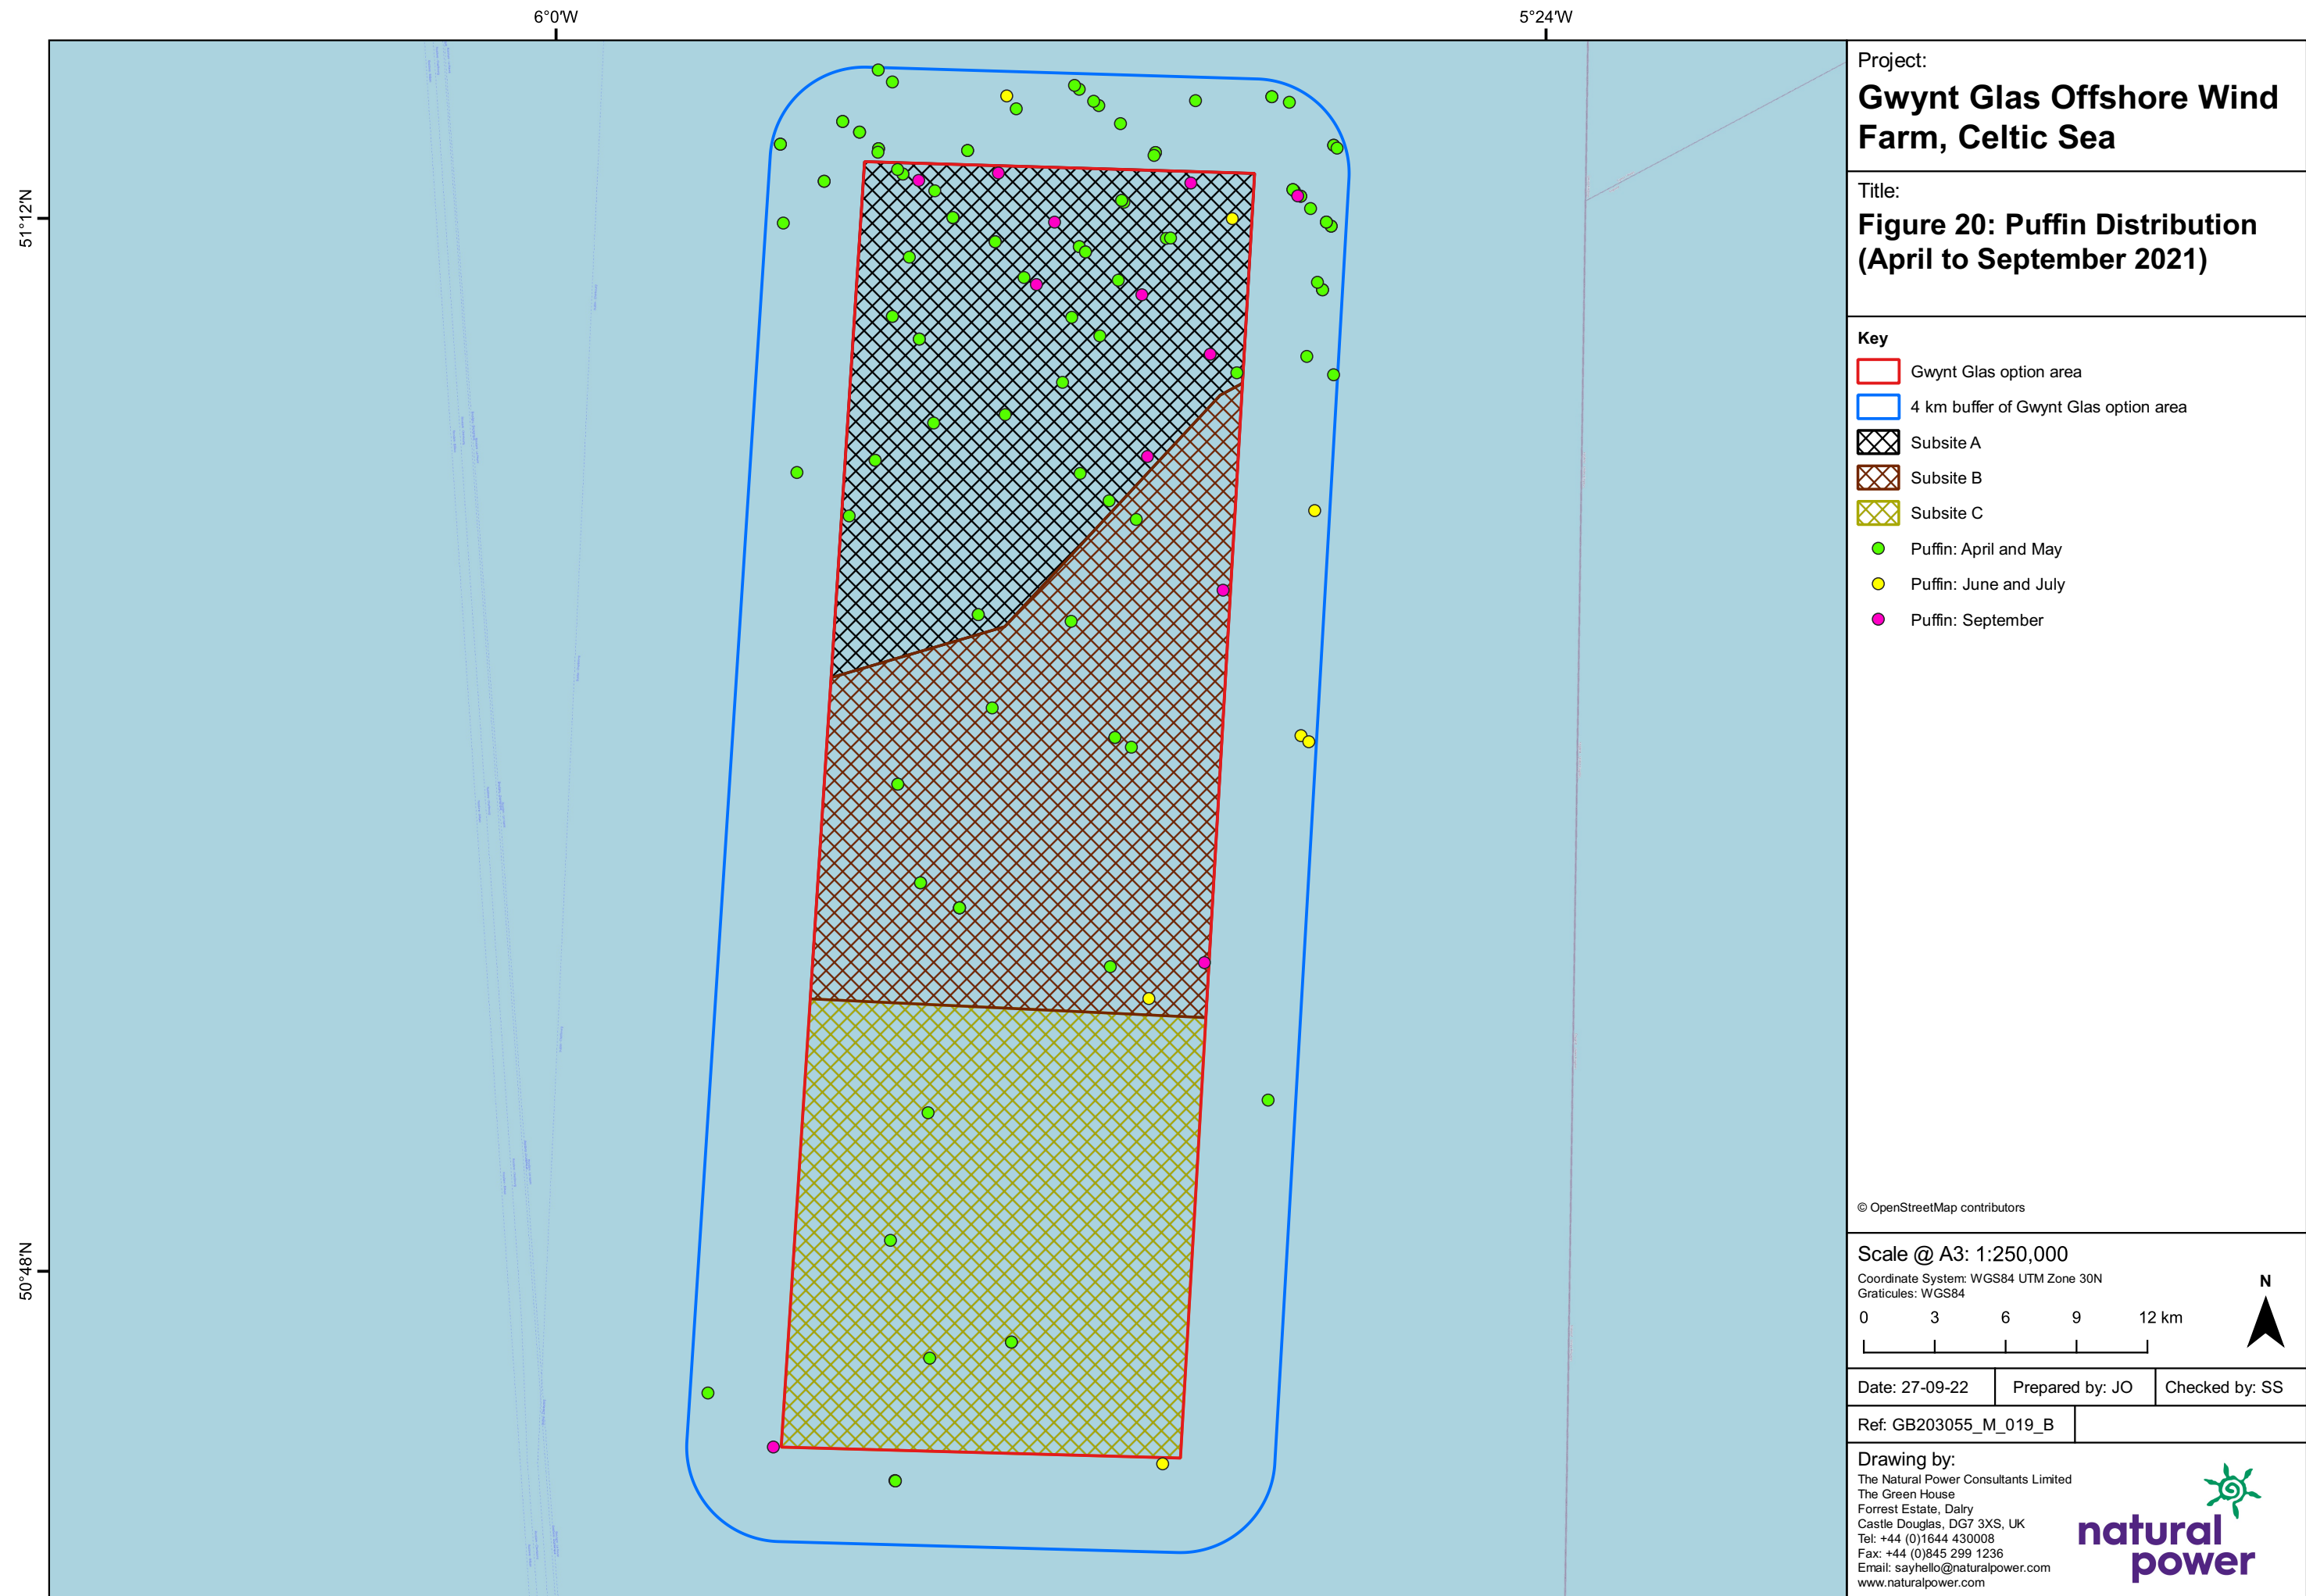 6°0'W
5°24'W
51°12'N
50°48'N
Project:
Gwynt Glas Offshore Wind
Farm, Celtic Sea
Title:
Figure 20: Puffin Distribution
(April to September 2021)
Key
Gwynt Glas option area
4 km buffer of Gwynt Glas option area
Subsite A
Subsite B
Subsite C
Puffin: April and May
Puffin: June and July
Puffin: September
© OpenStreetMap contributors
Scale @ A3: 1:250,000
Coordinate System: WGS84 UTM Zone 30N
Graticules: WGS84
N
0 3 6 9 12 km
Date: 27-09-22
Prepared by: JO
Checked by: SS
Ref: GB203055_M_019_B
Drawing by:
The Natural Power Consultants Limited
The Green House
Forrest Estate, Dalry
Castle Douglas, DG7 3XS, UK
Tel: +44 (0)1644 430008
Fax: +44 (0)845 299 1236
Email: sayhello@naturalpower.com
www.naturalpower.com
natural
power